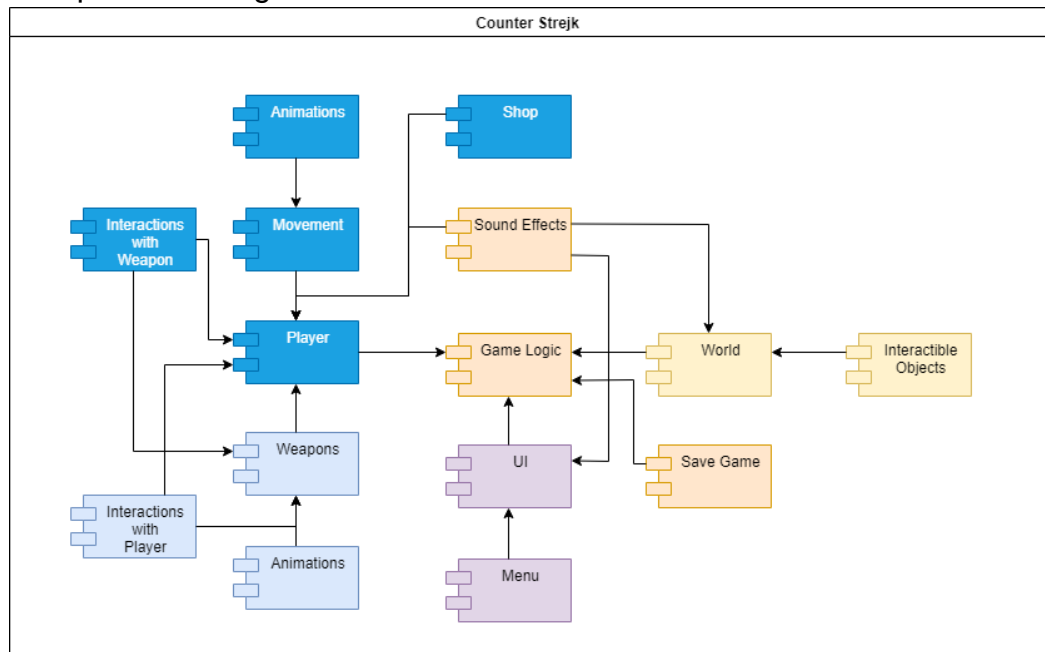 Counter Strejk
Animations
Shop
Interactions
with
Weapon
Movement
Sound Effects
Player
Game Logic
World
Interactible
Objects
Weapons
UI
Save Game
Interactions
with
Player
Animations
Menu